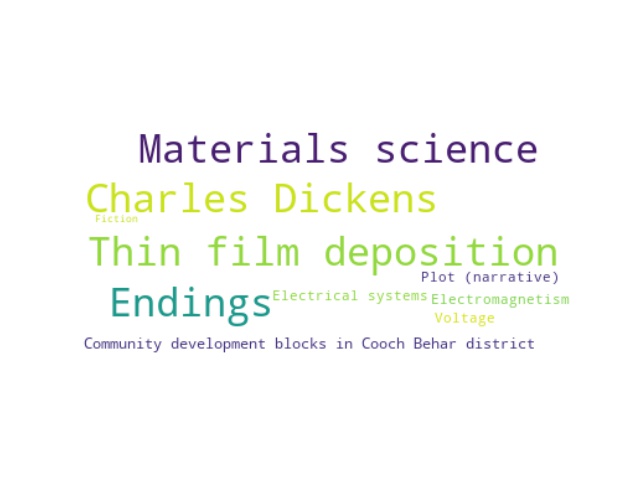 Materials science
Charles Dickens
Fiction
Thin film deposition
Plot (narrative)
Endings
Electrical systems
Electromagnetism
Voltage
Community development blocks in Cooch Behar district